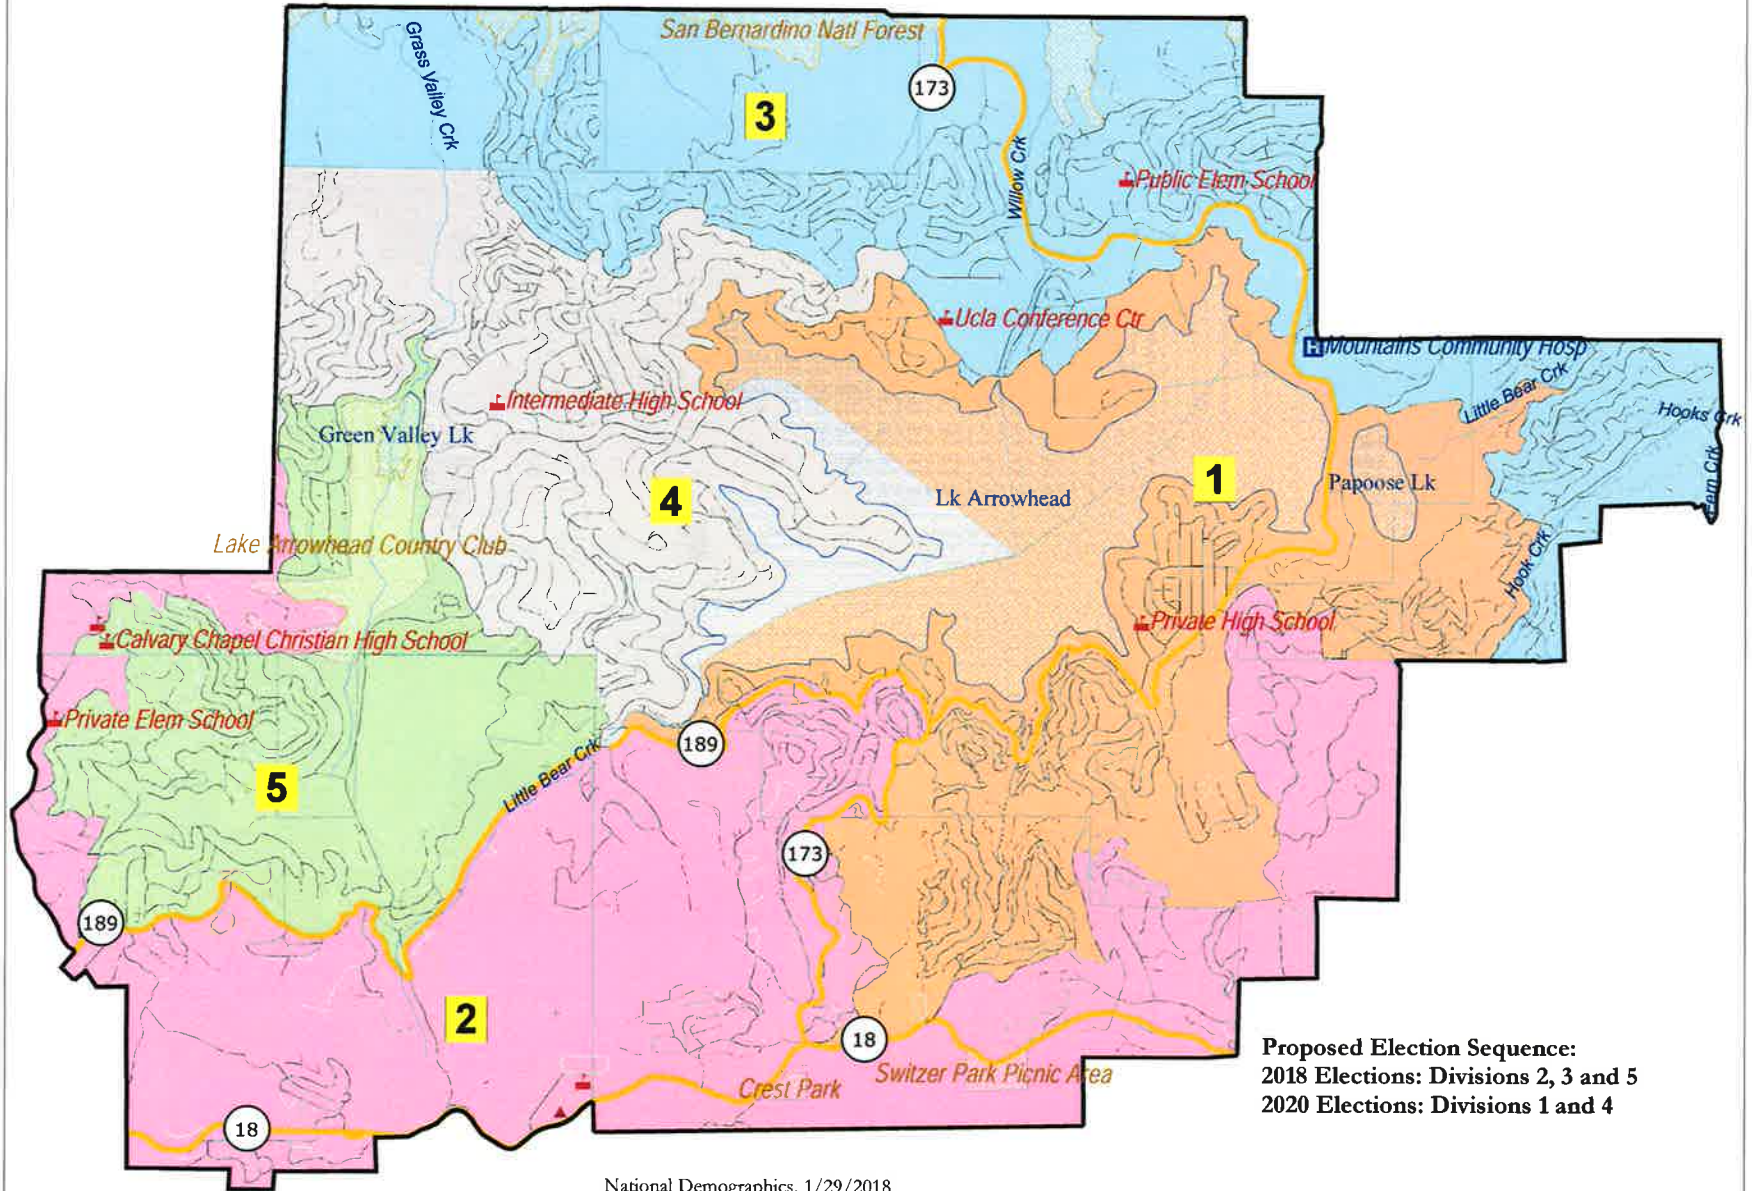 San Bernardino Natl Forest
Grass Valley Crk
173
3
Willow Crk
Public Elem School
Ucla Conference Ctr
Mountains Community Hosp
H
Little Bear Crk
Hooks Crk
Intermediate High School
Green Valley Lk
4
Lk Arrowhead
1
Papoose Lk
Fern Crk
Lake Arrowhead Country Club
Hook Crk
Calvary Chapel Christian High School
Private High School
Private Elem School
189
Little Bear Crk
5
173
189
2
18
Switzer Park Picnic Area
Crest Park
18
Proposed Election Sequence:
2018 Elections: Divisions 2, 3 and 5
2020 Elections: Divisions 1 and 4
National Demographics, 1/29/2018